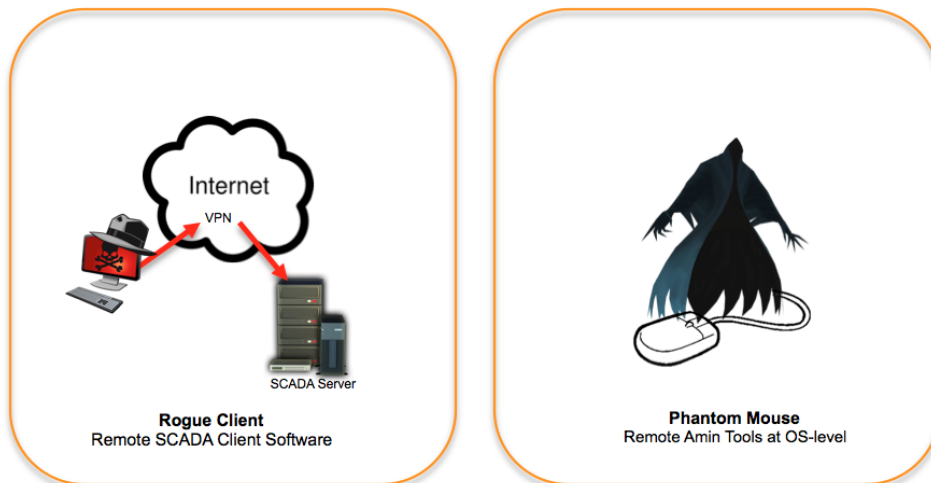 Internet
VPN
SCADA Server
Rogue Client
Remote SCADA Client Software
Phantom Mouse
Remote Amin Tools at OS-level